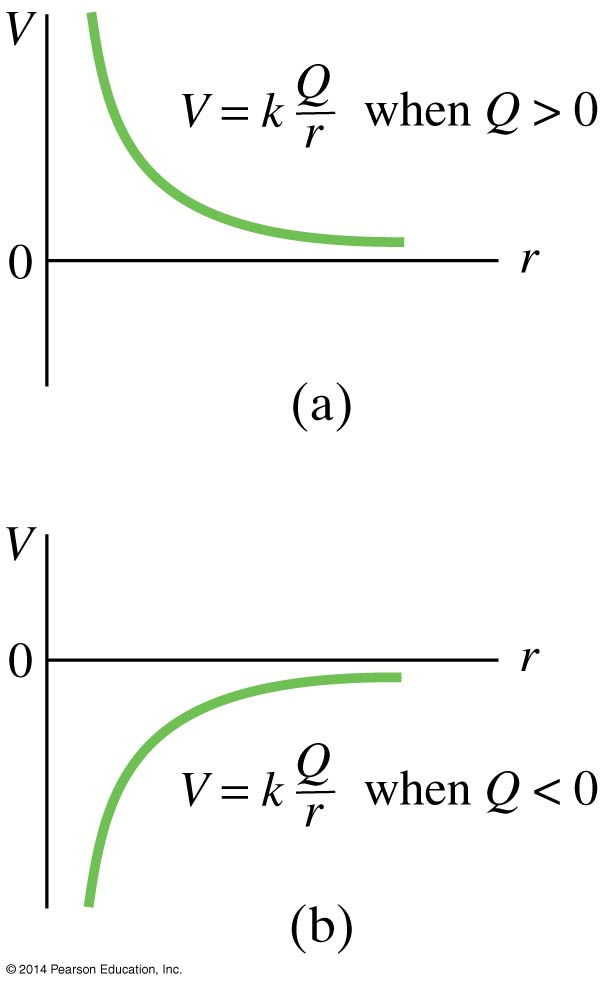 V
V = k Q/r when Q > 0
0
r
(a)
V
0
r
V = k Q/r when Q < 0
(b)
© 2014 Pearson Education, Inc.